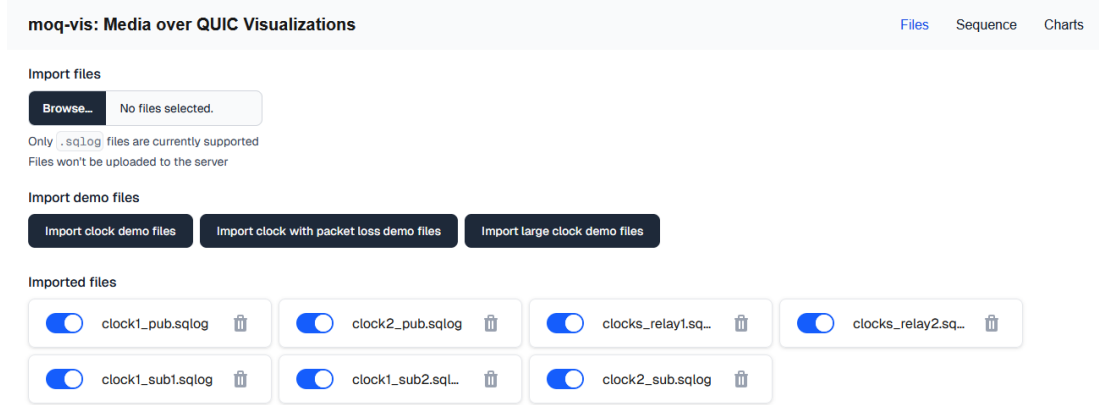 moq-vis: Media over QUIC Visualizations
Files Sequence Charts
Import files
Browse... No files selected.
Only .sqlog files are currently supported
Files won't be uploaded to the server
Import demo files
Import clock demo files Import clock with packet loss demo files Import large clock demo files
Imported files
clock1_pub.sqlog clock2_pub.sqlog clocks_relay1.sq... clocks_relay2.sq...
clock1_sub1.sqlog clock1_sub2.sql... clock2_sub.sqlog